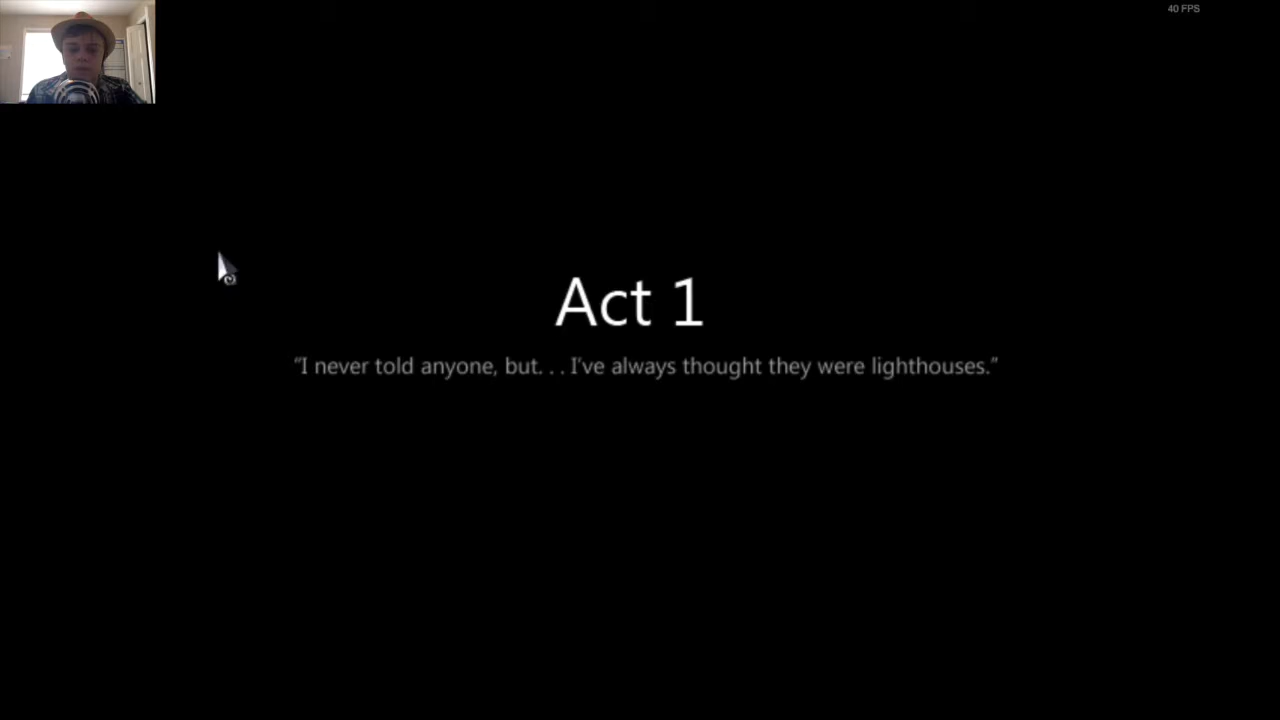 40 FPS
Act 1
“I never told anyone, but. . . I’ve always thought they were lighthouses.”